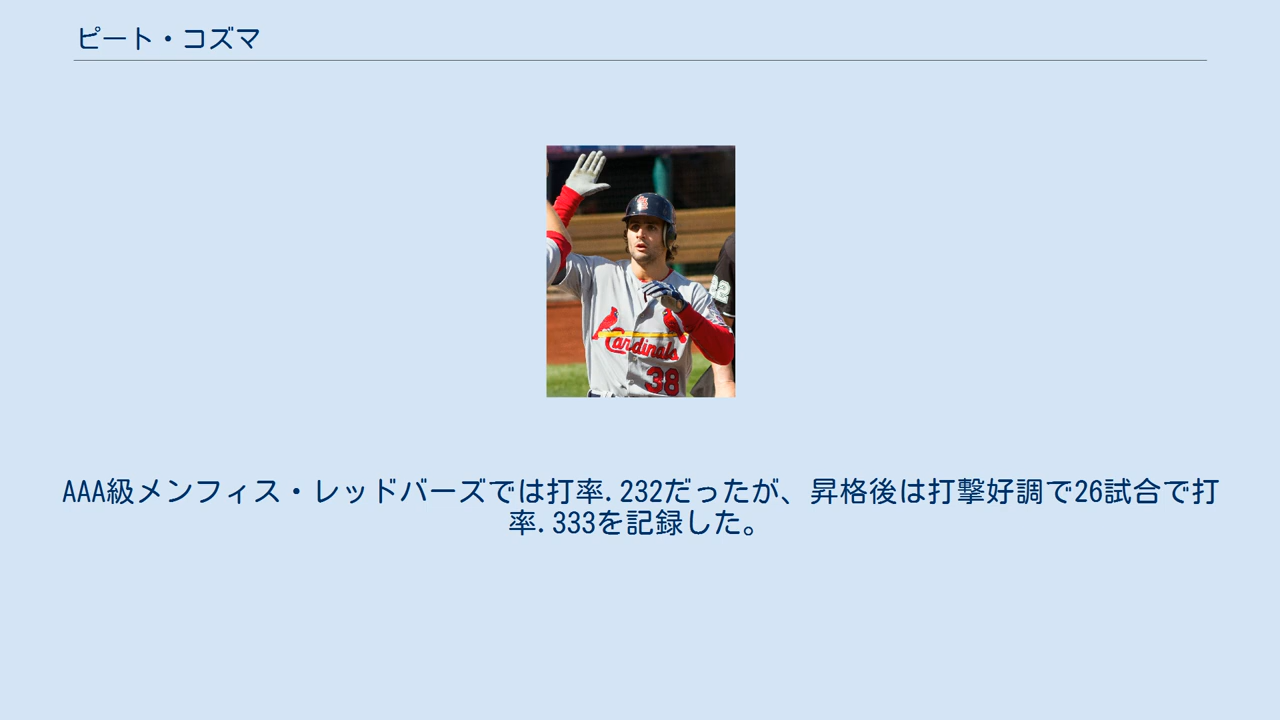 ピート・コズマ
Cardinals
38
AAA級メンフィス・レッドバーズでは打率.232だったが、昇格後は打撃好調で26試合で打
率.333を記録した。